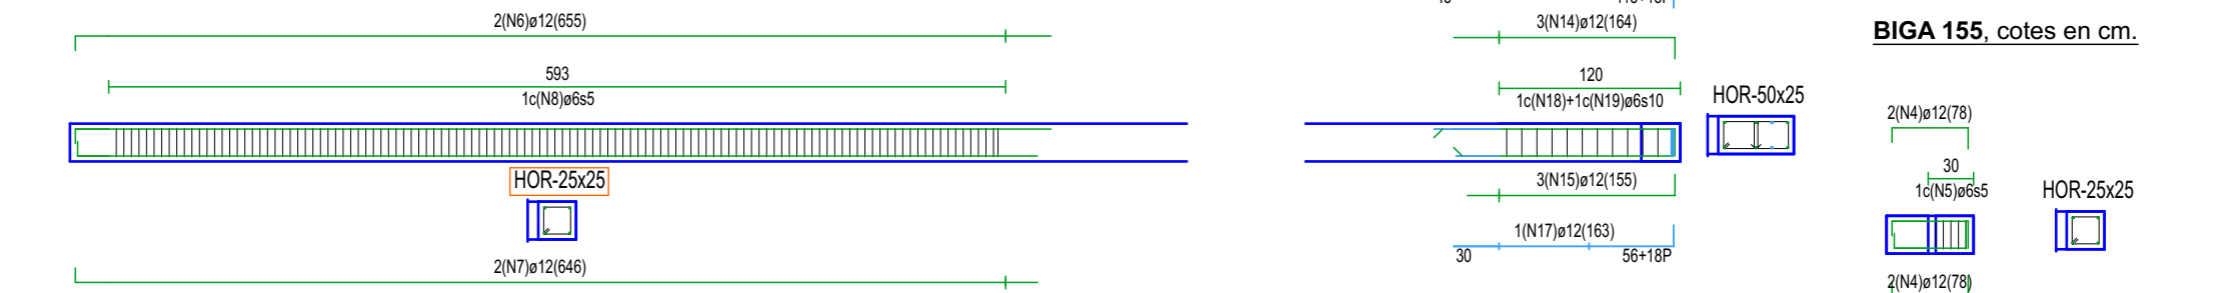 2(N6)ø12(655)
593
1c(N8)ø6s5
HOR-25x25
2(N7)ø12(646)
3(N14)ø12(164)
120
1c(N18)+1c(N19)ø6s10
HOR-50x25
3(N15)ø12(155)
1(N17)ø12(163)
30
56+18P
BIGA 155, cotes en cm.
2(N4)ø12(78)
30
1c(N5)ø6s5
HOR-25x25
2(N4)ø12(78)